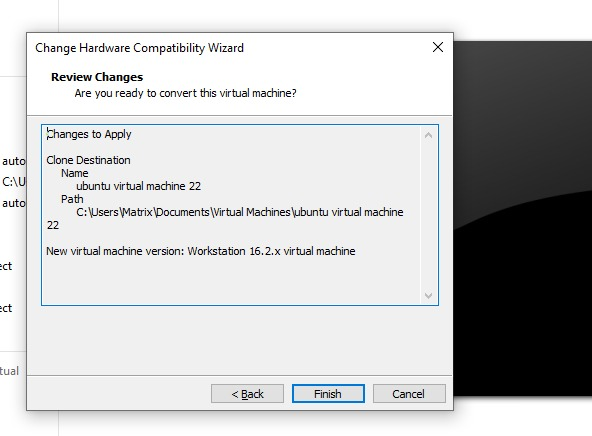 Change Hardware Compatibility Wizard
Review Changes
Are you ready to convert this virtual machine?
Changes to Apply
Clone Destination
Name
ubuntu virtual machine 22
Path
C:\Users\Matrix\Documents\Virtual Machines\ubuntu virtual machine
22
New virtual machine version: Workstation 16.2.x virtual machine
auto
C:\U
auto
ect
ect
tual
< Back
Finish
Cancel